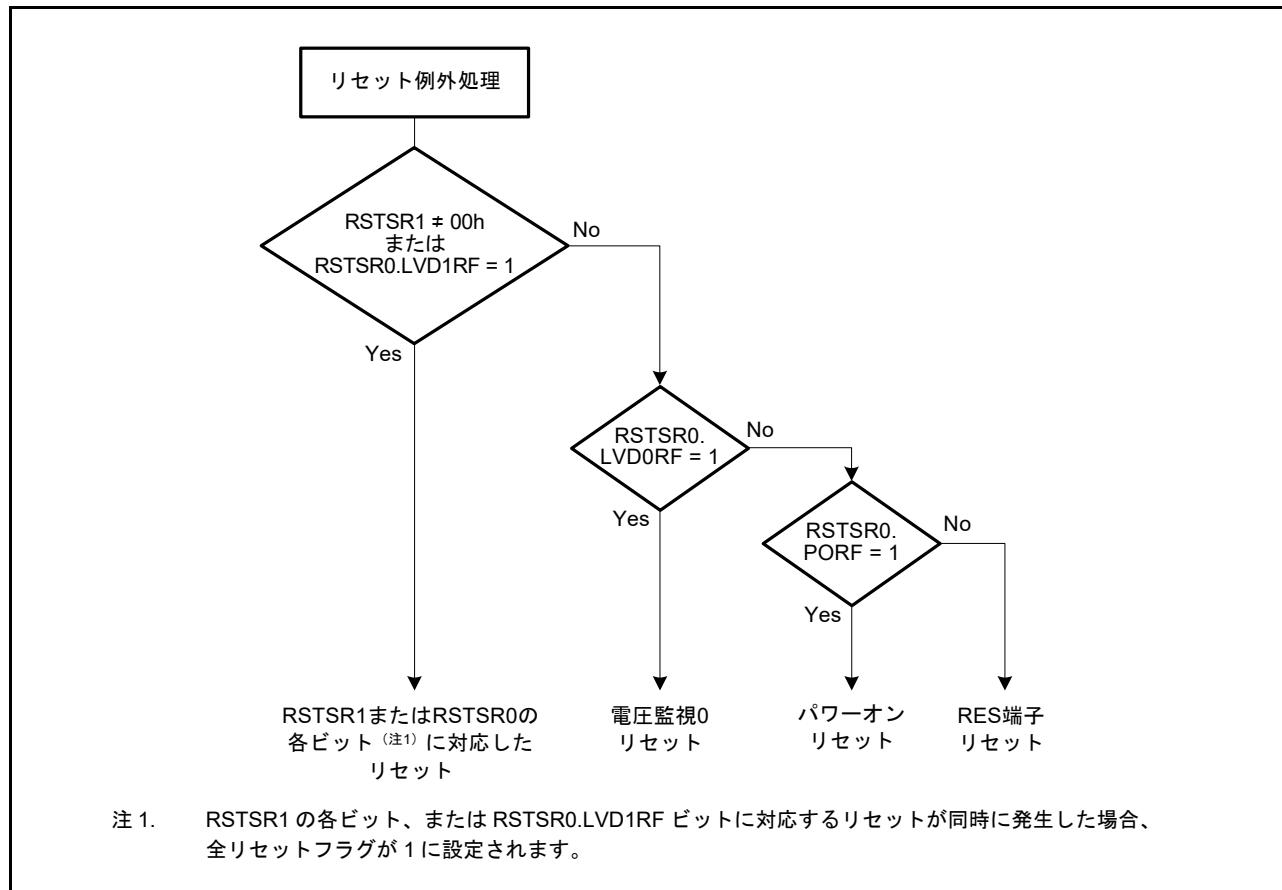 リセット例外処理
RSTSR1 ≠ 00h
または
RSTSR0.LVD1RF = 1
No
Yes
RSTSR0.
LVD0RF = 1
No
Yes
RSTSR0.
PORF = 1
No
Yes
RSTSR1またはRSTSR0の
各ビット（注1）に対応した
リセット
電圧監視0
リセット
パワーオン
リセット
RES端子
リセット
注 1. RSTSR1 の各ビット、または RSTSR0.LVD1RF ビットに対応するリセットが同時に発生した場合、
全リセットフラグが 1 に設定されます。